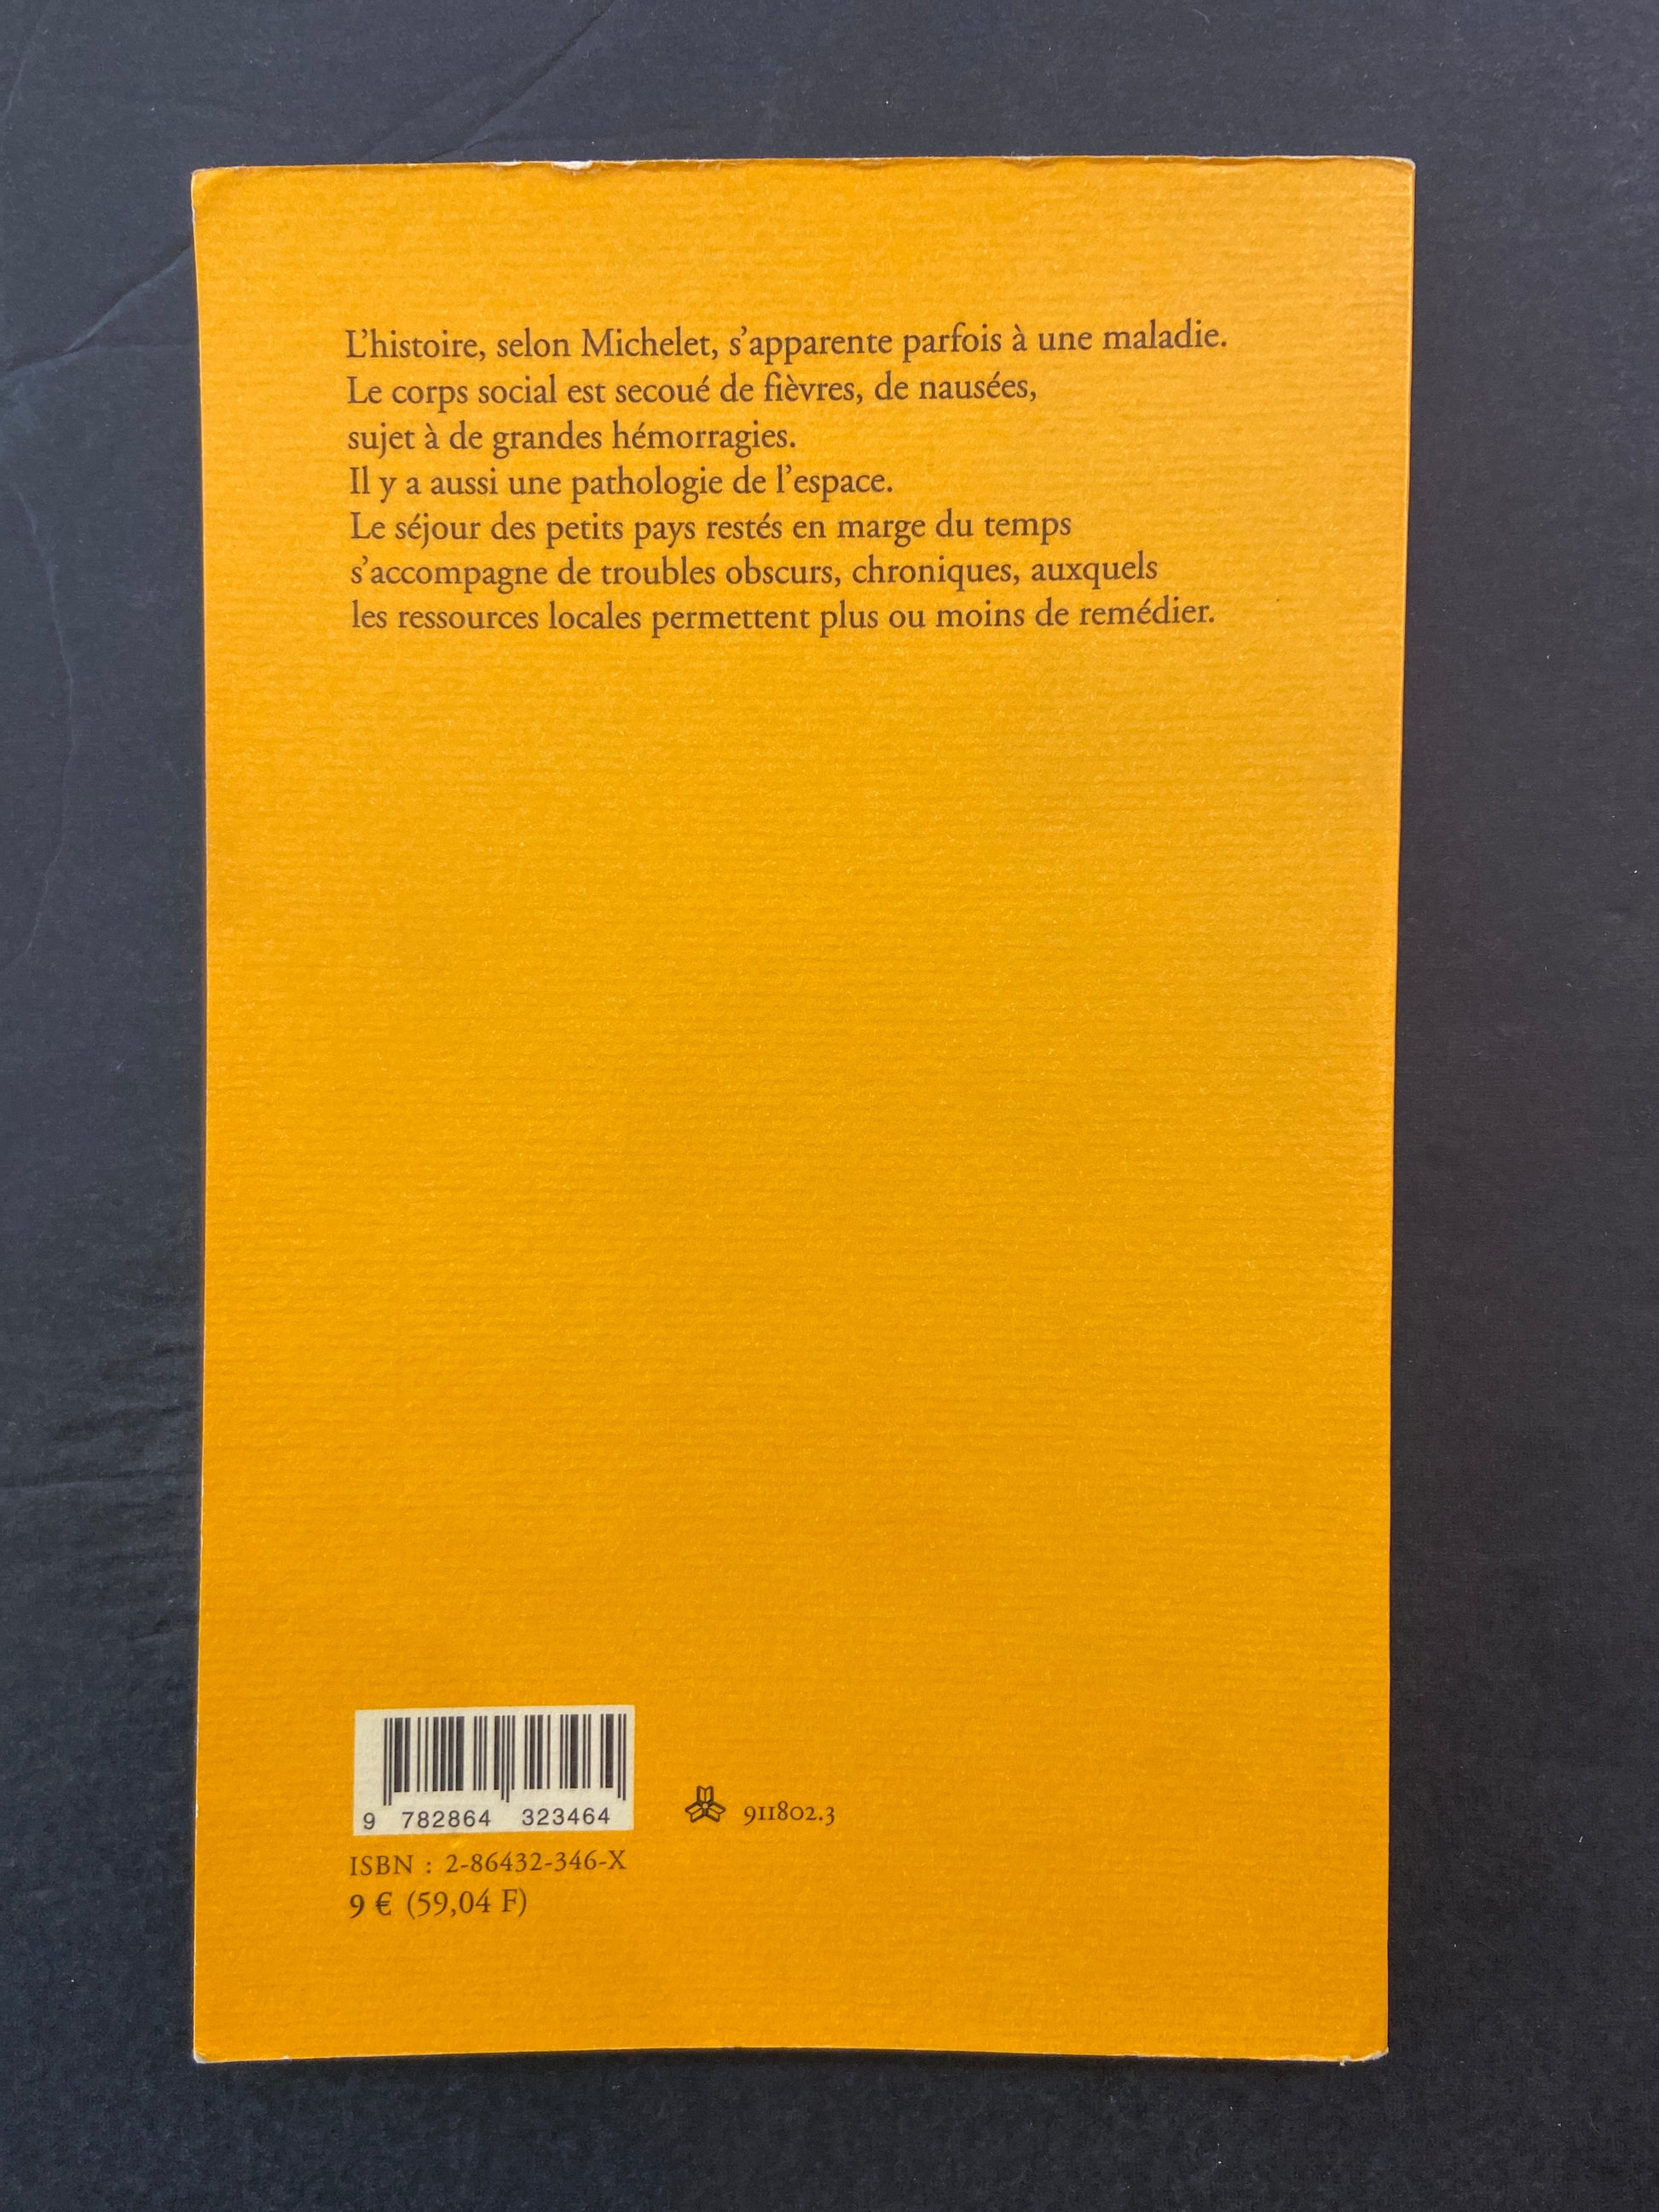 L'histoire, selon Michelet, s'apparente parfois à une maladie.
Le corps social est secoué de fièvres, de nausées,
sujet à de grandes hémorragies.
Il y a aussi une pathologie de l'espace.
Le séjour des petits pays restés en marge du temps
s'accompagne de troubles obscurs, chroniques, auxquels
les ressources locales permettent plus ou moins de remédier.
9 782864 323464
911802.3
ISBN : 2-86432-346-X
9 € (59,04 F)